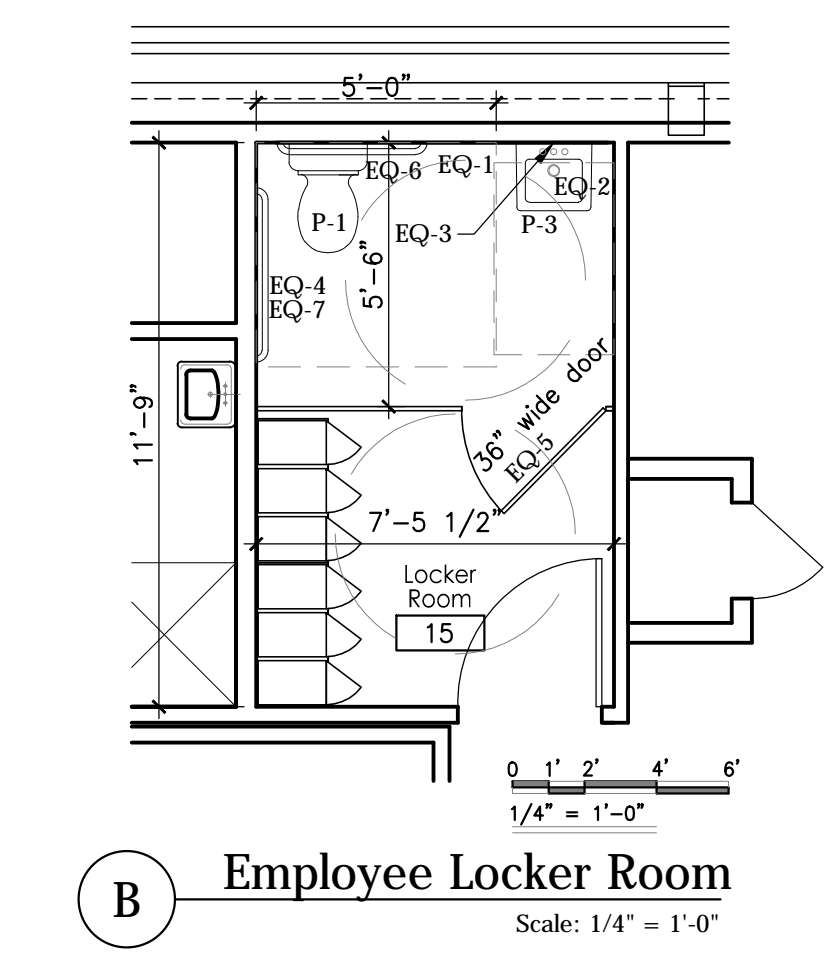 5'-0"
EQ-6
EQ-1
EQ-2
P-1
EQ-3
P-3
5'-6"
EQ-4
EQ-7
11'-9"
36" wide door
EQ-5
7'-5 1/2"
Locker
Room
15
0 1' 2' 4' 6'
1/4" = 1'-0"
B
Employee Locker Room
Scale: 1/4" = 1'-0"